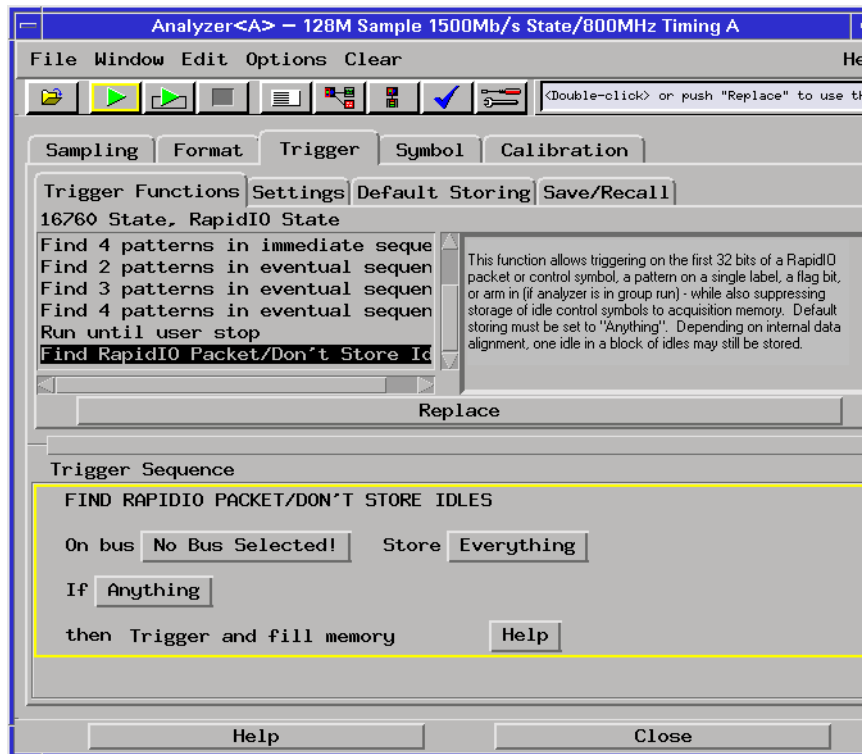 Analyzer<A> — 128M Sample 1500Mb/s State/800MHz Timing A
File Window Edit Options Clear
<Double-click> or push "Replace" to use
Sampling Format Trigger Symbol Calibration
Trigger Functions Settings Default Storing Save/Recall
16760 State, RapidIO State
Find 4 patterns in immediate seque
Find 2 patterns in eventual sequen
Find 3 patterns in eventual sequen
Find 4 patterns in eventual sequen
Run until user stop
Find RapidIO Packet/Don't Store Id
This function allows triggering on the first 32 bits of a RapidIO
packet or control symbol, a pattern on a single label, a flag bit,
or arm in (if analyzer is in group run) - while also suppressing
storage of idle control symbols to acquisition memory. Default
storing must be set to "Anything". Depending on internal data
alignment, one idle in a block of idles may still be stored.
Replace
Trigger Sequence
FIND RAPIDIO PACKET/DON'T STORE IDLES
On bus No Bus Selected! Store Everything
If Anything
then Trigger and fill memory Help
Help Close